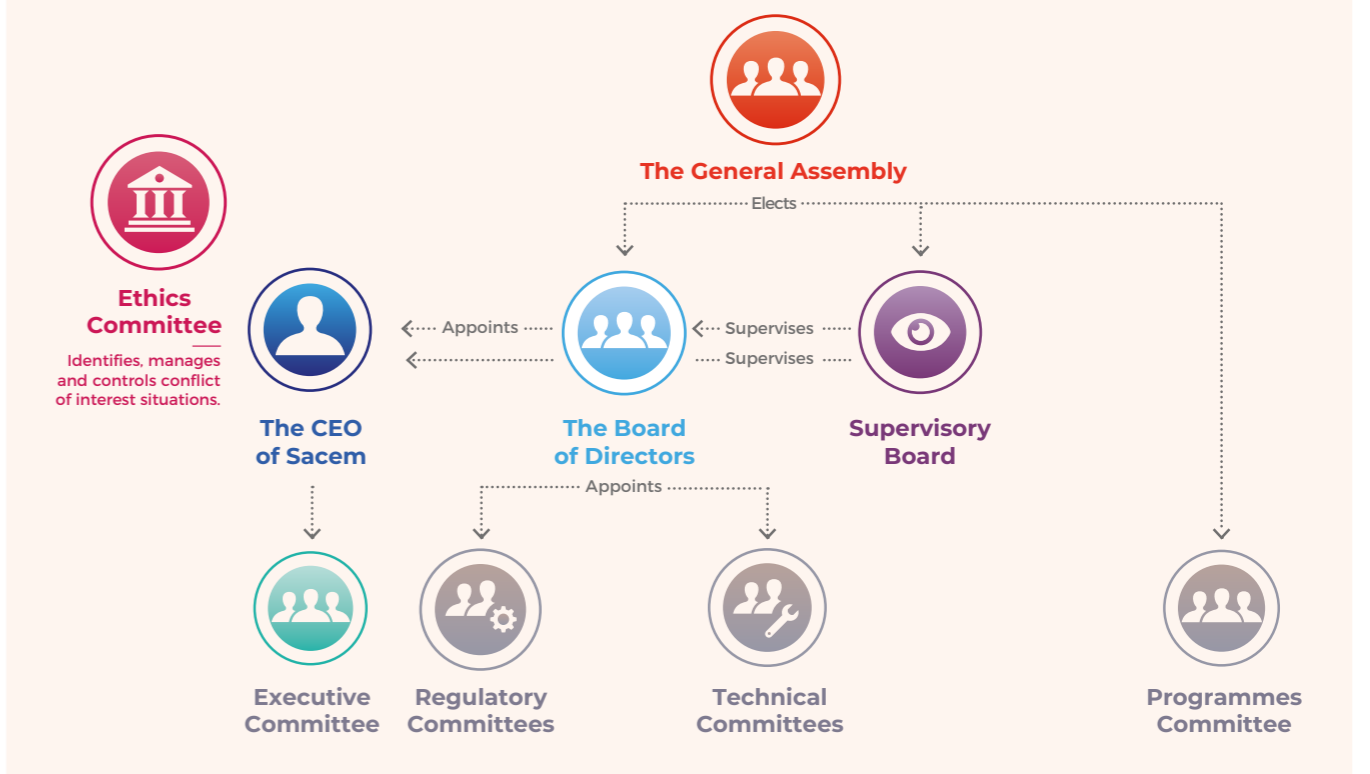 The General Assembly
Elects
Ethics
Committee
Identifies, manages
and controls conflict
of interest situations.
Appoints
Supervises
Supervises
The CEO
of Sacem
The Board
of Directors
Supervisory
Board
Appoints
Executive
Committee
Regulatory
Committees
Technical
Committees
Programmes
Committee